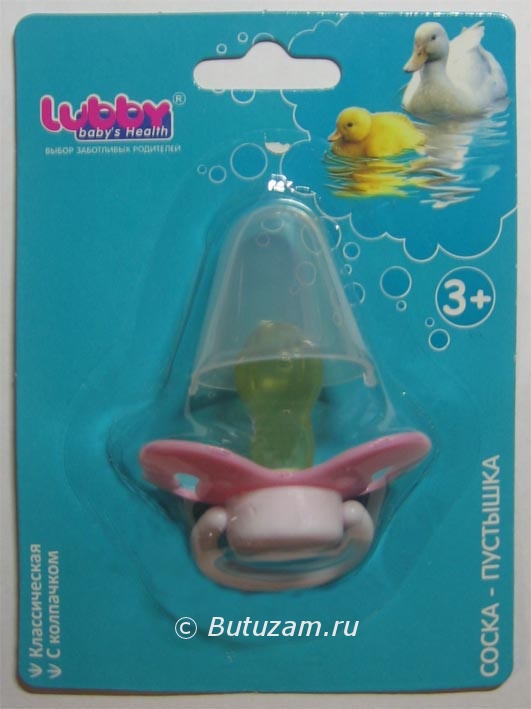 Lubby®
baby's Health
ВЫБОР ЗАБОТЛИВЫХ РОДИТЕЛЕЙ
3+
Классическая
С колпачком
СОСКА - ПУСТЫШКА
© Butuzam.ru